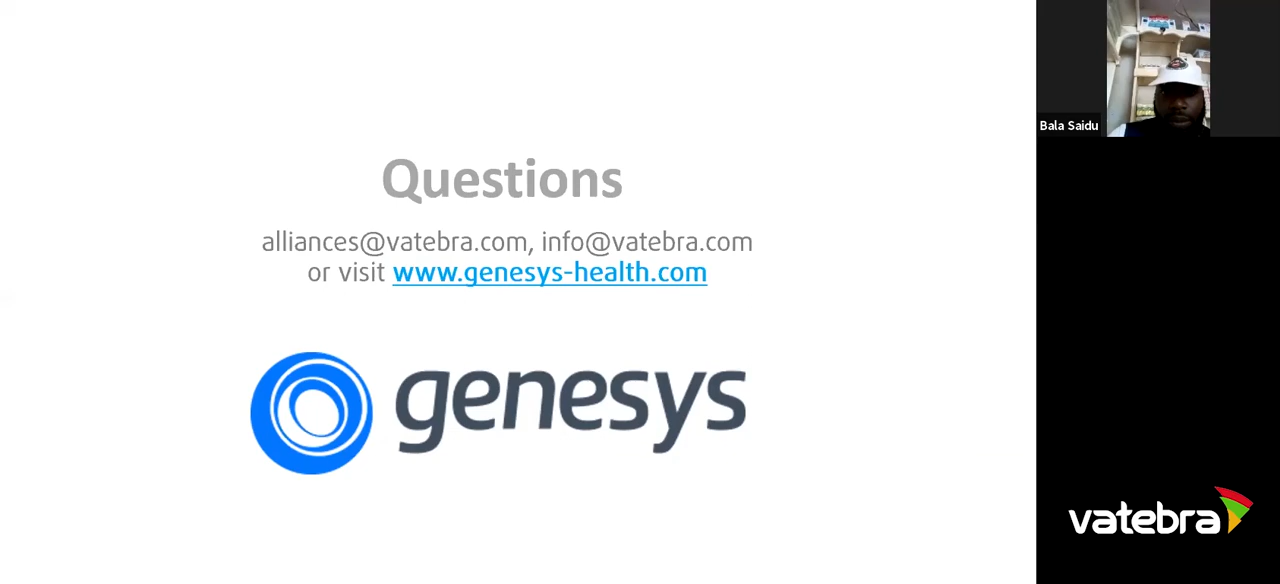 Questions
alliances@vatebra.com, info@vatebra.com
or visit www.genesys-health.com
genesys
Bala Saidu
vatebra